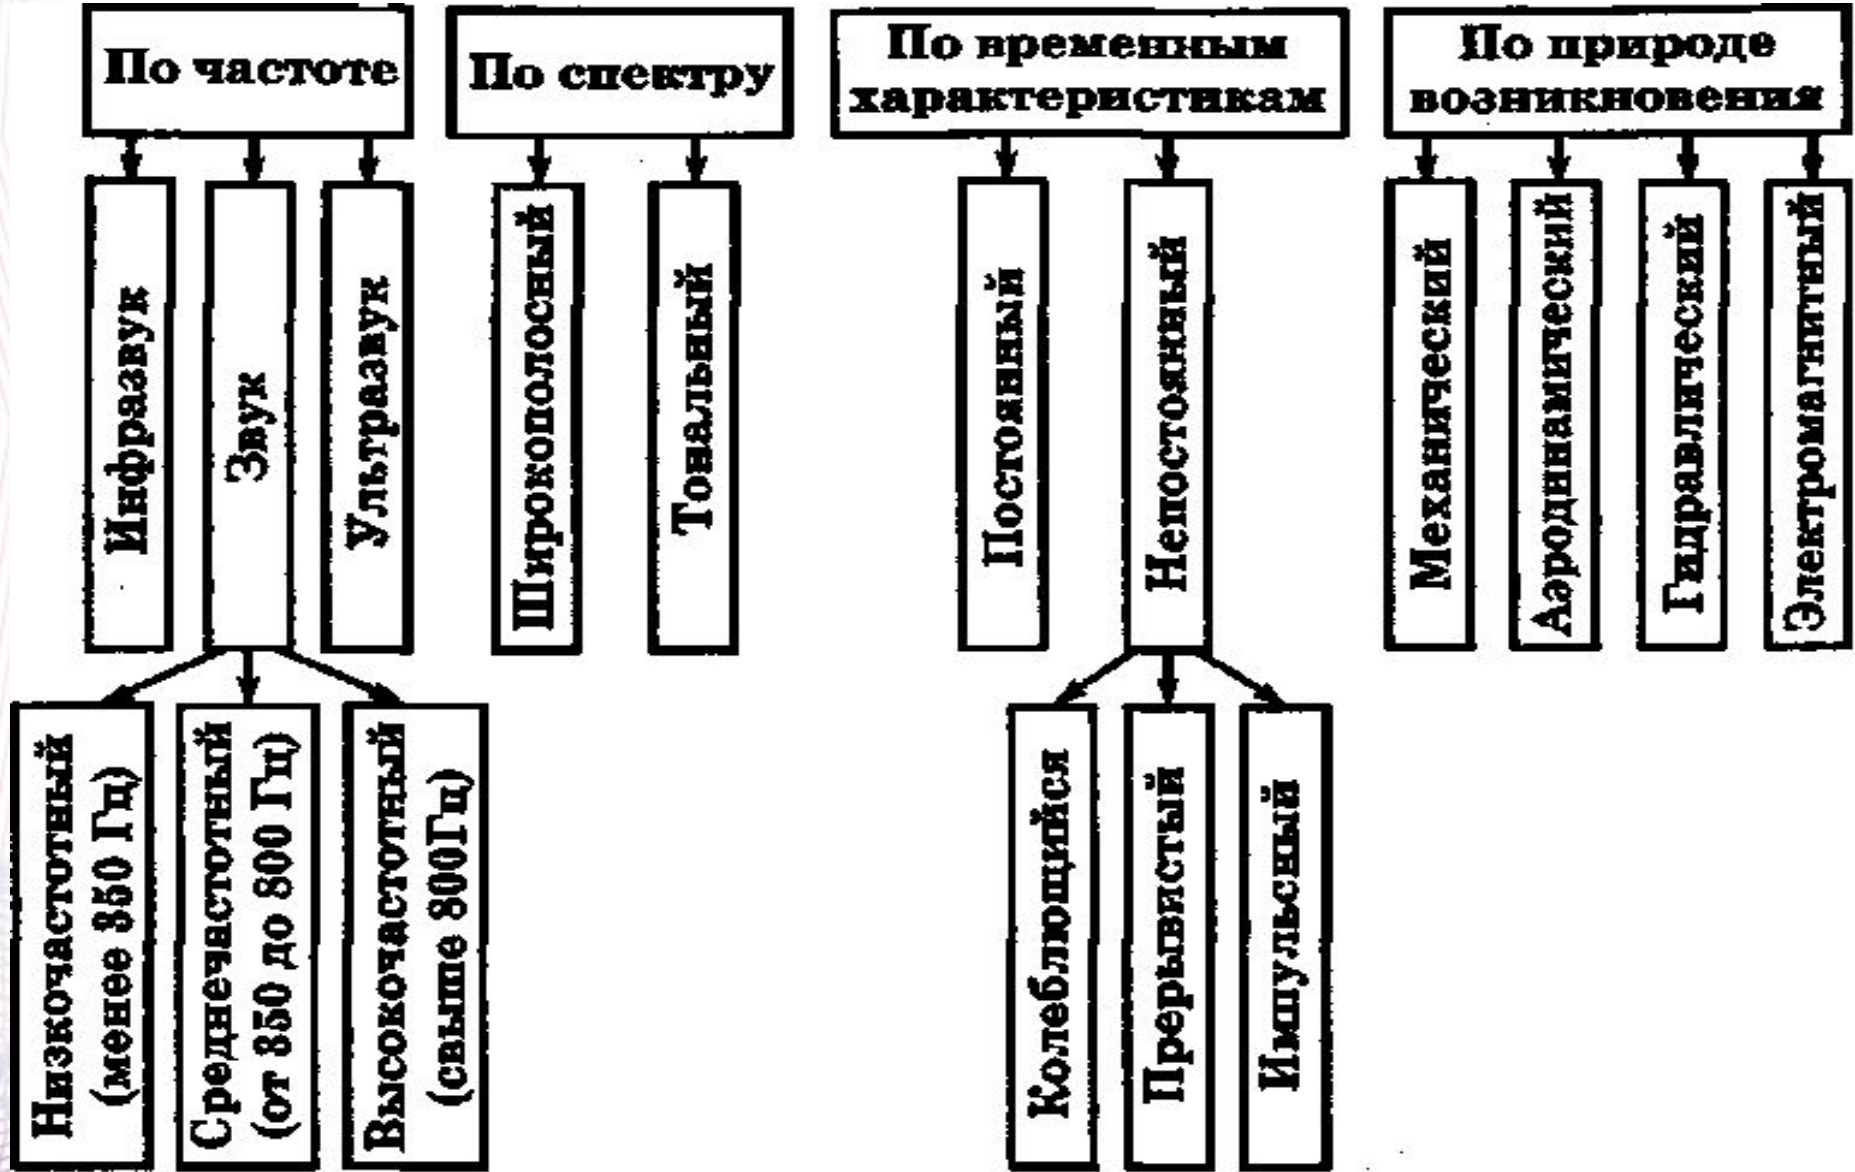 По частоте
По спектру
По временным
характеристикам
По природе
возникновения
Инфразвук
Звук
Ультразвук
Широкополосный
Тональный
Постоянный
Непостоянный
Механический
Аэродинамический
Гидравлический
Электромагнитный
Низкочастотный
(менее 350 Гц)
Среднечастотный
(от 350 до 800 Гц)
Высокочастотный
(свыше 800Гц)
Колеблющийся
Прерывистый
Импульсный